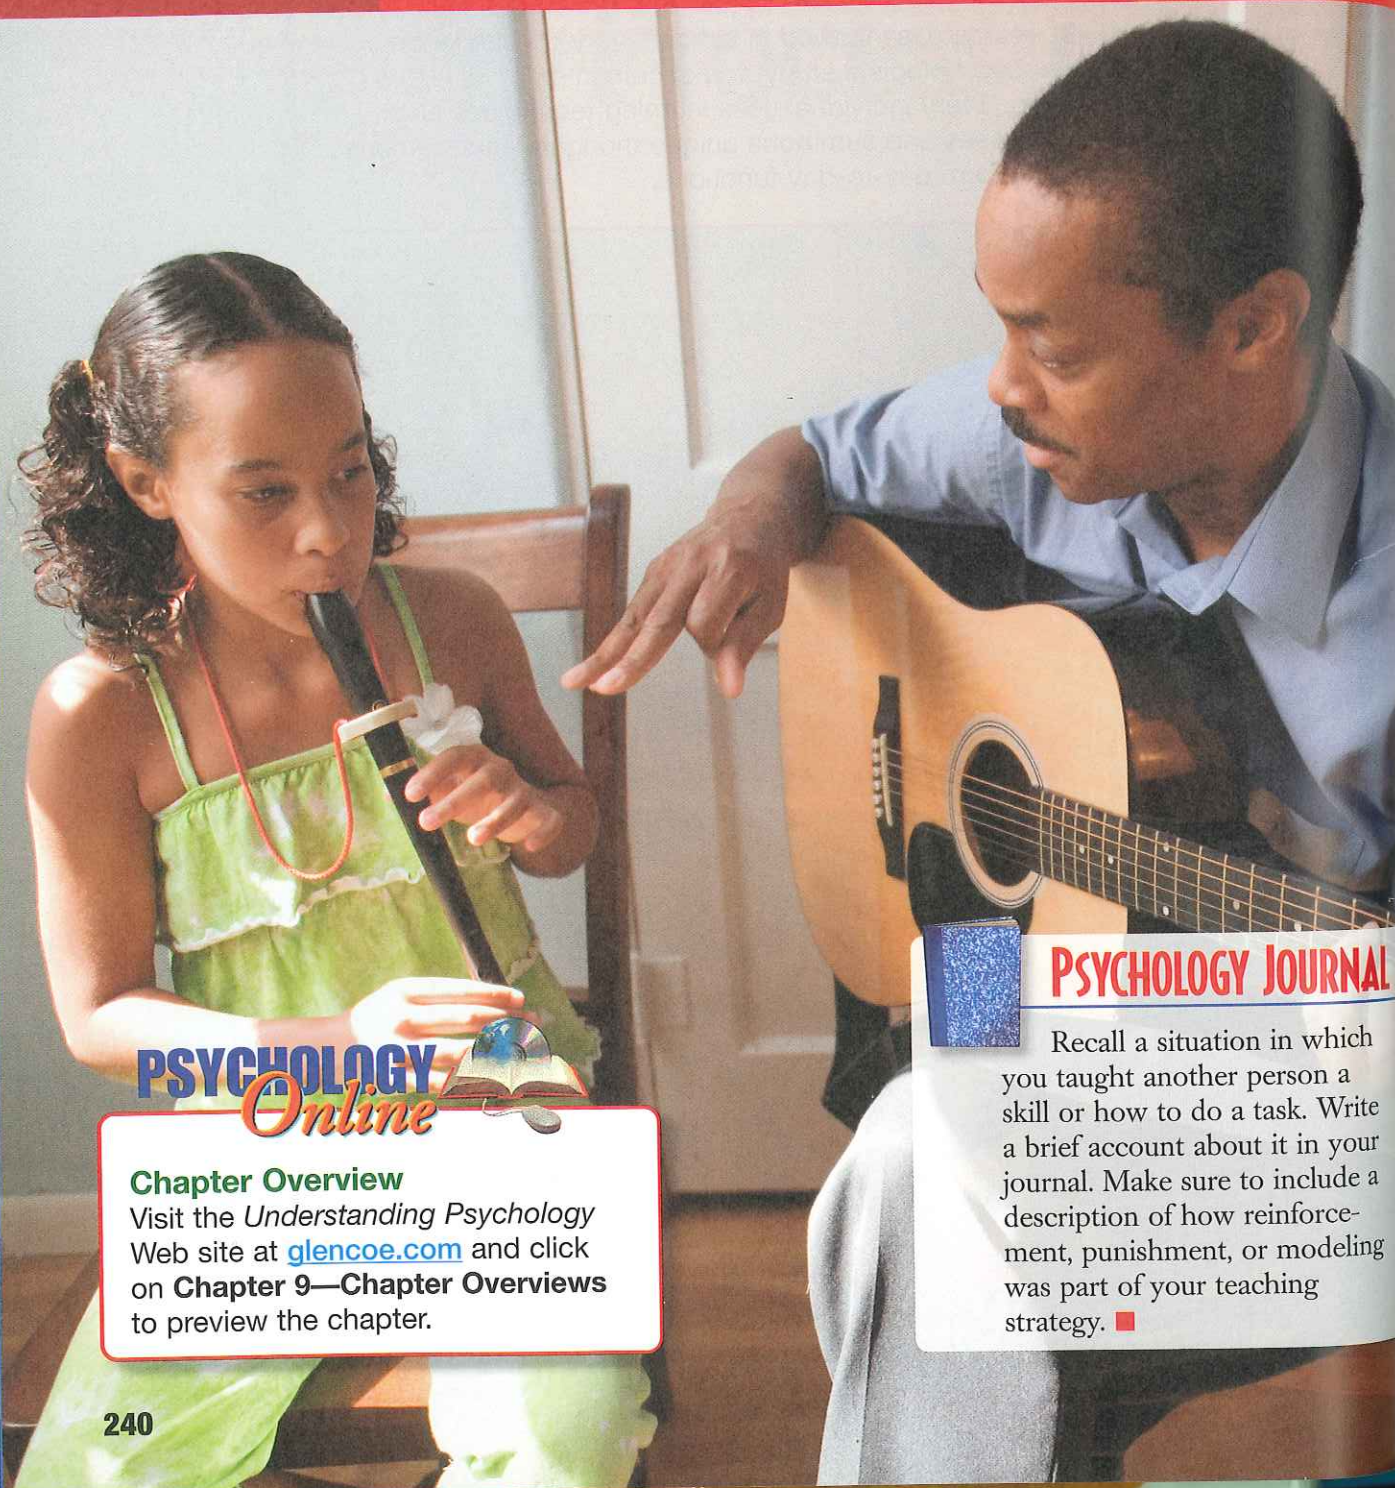 PSYCHOLOGY
Online
Chapter Overview
Visit the Understanding Psychology
Web site at glencoe.com and click
on Chapter 9—Chapter Overviews
to preview the chapter.
PSYCHOLOGY JOURNAL
Recall a situation in which
you taught another person a
skill or how to do a task. Write
a brief account about it in your
journal. Make sure to include a
description of how reinforce-
ment, punishment, or modeling
was part of your teaching
strategy.
240